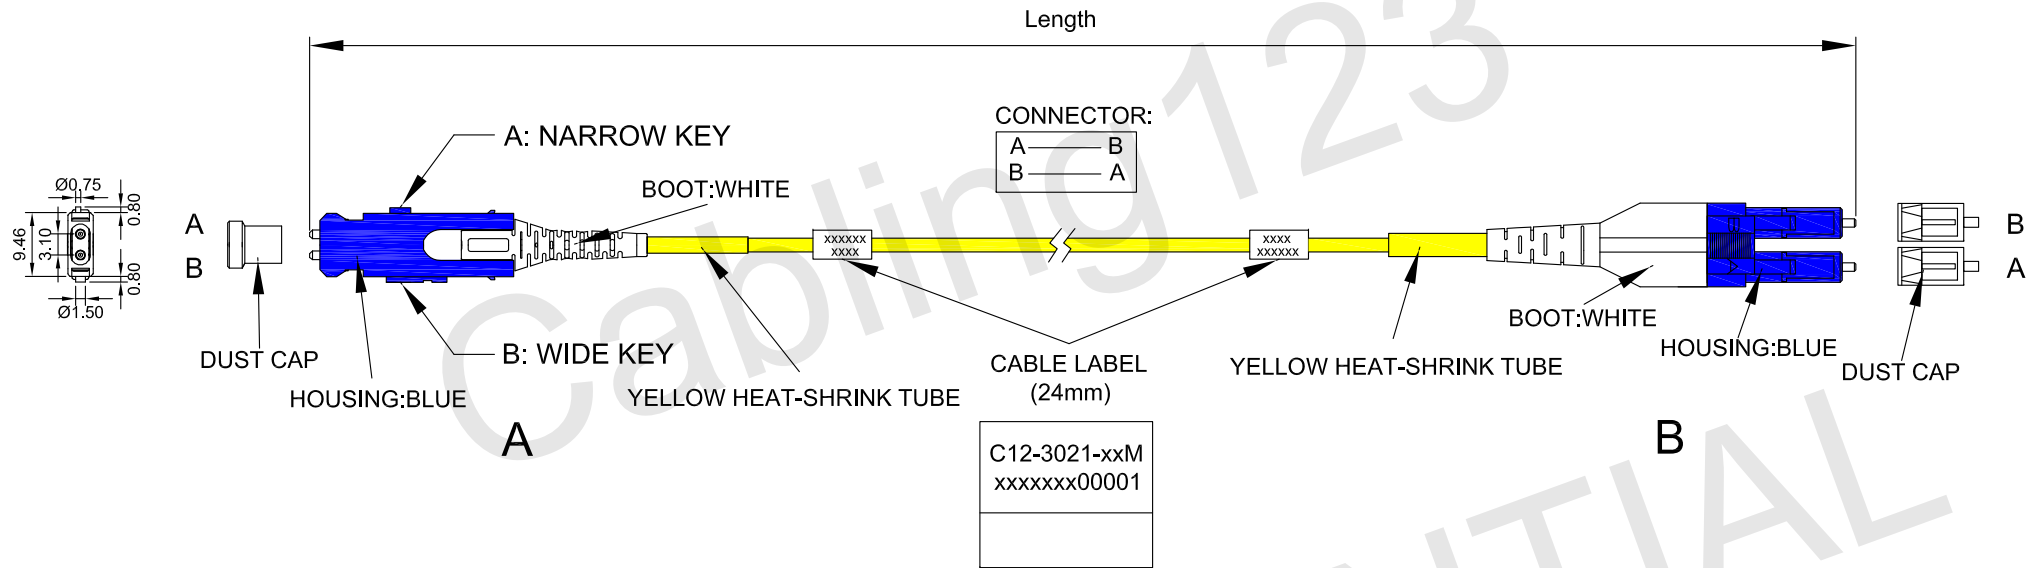 Length
CONNECTOR:
A B
B A
A: NARROW KEY
BOOT:WHITE
Ø0.75
0.80
9.46
3.10
0.80
Ø1.50
A
B
XXXXXX
XXXX
XXXX
XXXXXX
B
A
DUST CAP
HOUSING:BLUE
B: WIDE KEY
YELLOW HEAT-SHRINK TUBE
CABLE LABEL
(24mm)
YELLOW HEAT-SHRINK TUBE
BOOT:WHITE
HOUSING:BLUE
DUST CAP
A
B
C12-3021-xxM
xxxxxxx00001
Cabling123
NTIAL